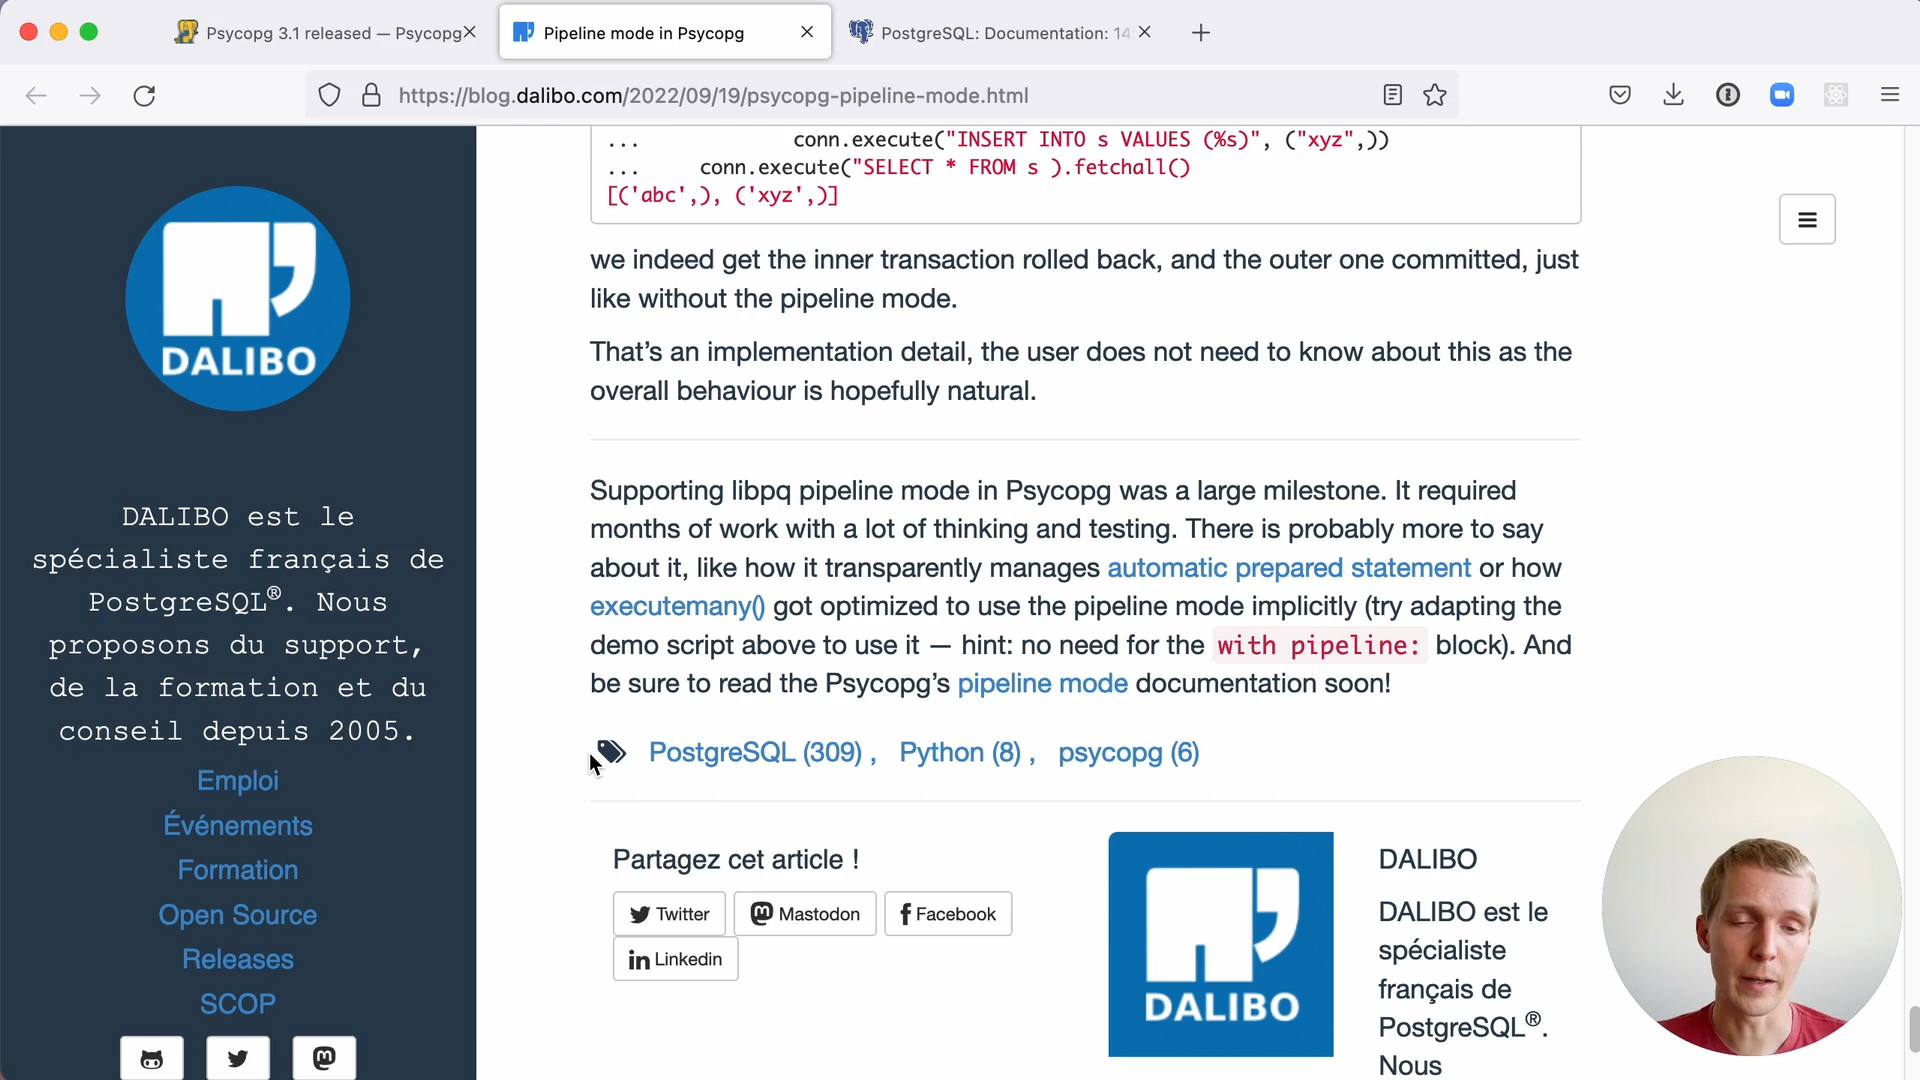 Psycopg 3.1 released — Psycopg
Pipeline mode in Psycopg
PostgreSQL: Documentation: 14
https://blog.dalibo.com/2022/09/19/psycopg-pipeline-mode.html
DALIBO
DALIBO est le
spécialiste français de
PostgreSQL®. Nous
proposons du support,
de la formation et du
conseil depuis 2005.
Emploi
Événements
Formation
Open Source
Releases
SCOP
... conn.execute("INSERT INTO s VALUES (%s)", ("xyz",))
... conn.execute("SELECT * FROM s ).fetchall()
[('abc',), ('xyz',)]
we indeed get the inner transaction rolled back, and the outer one committed, just
like without the pipeline mode.
That’s an implementation detail, the user does not need to know about this as the
overall behaviour is hopefully natural.
Supporting libpq pipeline mode in Psycopg was a large milestone. It required
months of work with a lot of thinking and testing. There is probably more to say
about it, like how it transparently manages automatic prepared statement or how
executemany() got optimized to use the pipeline mode implicitly (try adapting the
demo script above to use it — hint: no need for the with pipeline: block). And
be sure to read the Psycopg’s pipeline mode documentation soon!
PostgreSQL (309) , Python (8) , psycopg (6)
Partagez cet article !
Twitter Mastodon Facebook
Linkedin
DALIBO
DALIBO
DALIBO est le
spécialiste
français de
PostgreSQL®.
Nous